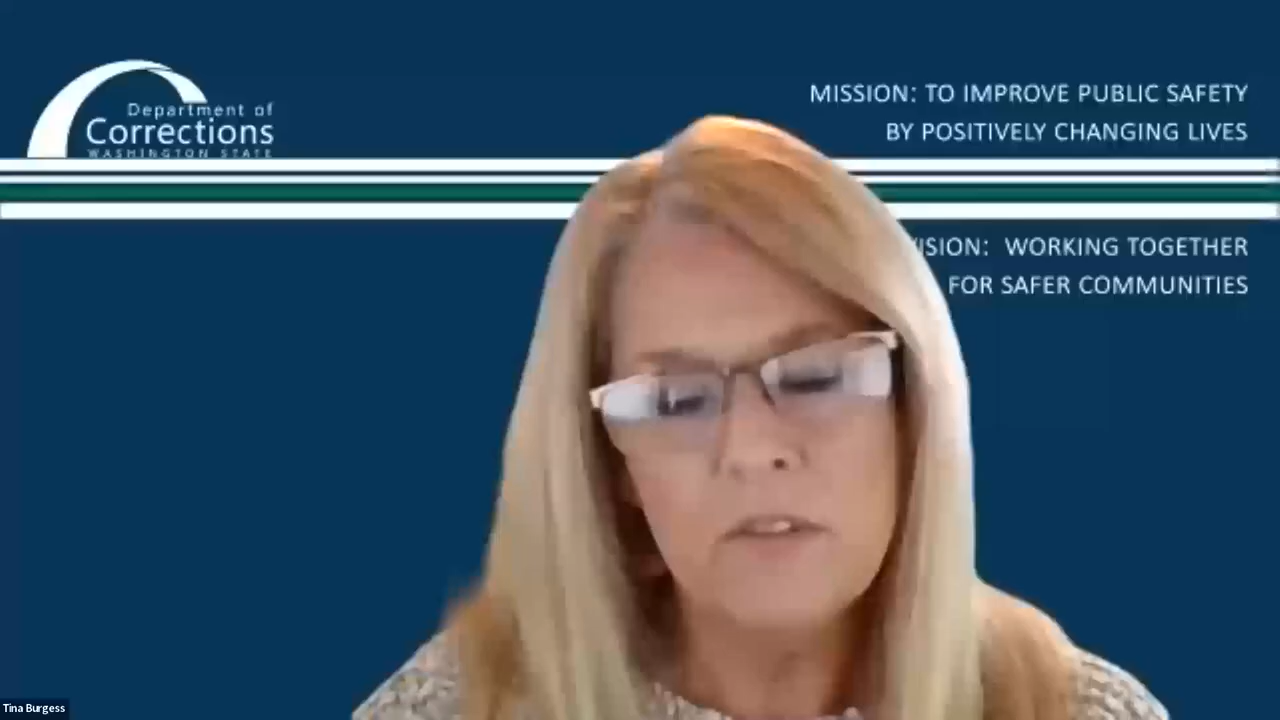 Department of
Corrections
WASHINGTON STATE
MISSION: TO IMPROVE PUBLIC SAFETY
BY POSITIVELY CHANGING LIVES
VISION: WORKING TOGETHER
FOR SAFER COMMUNITIES
Tina Burgess